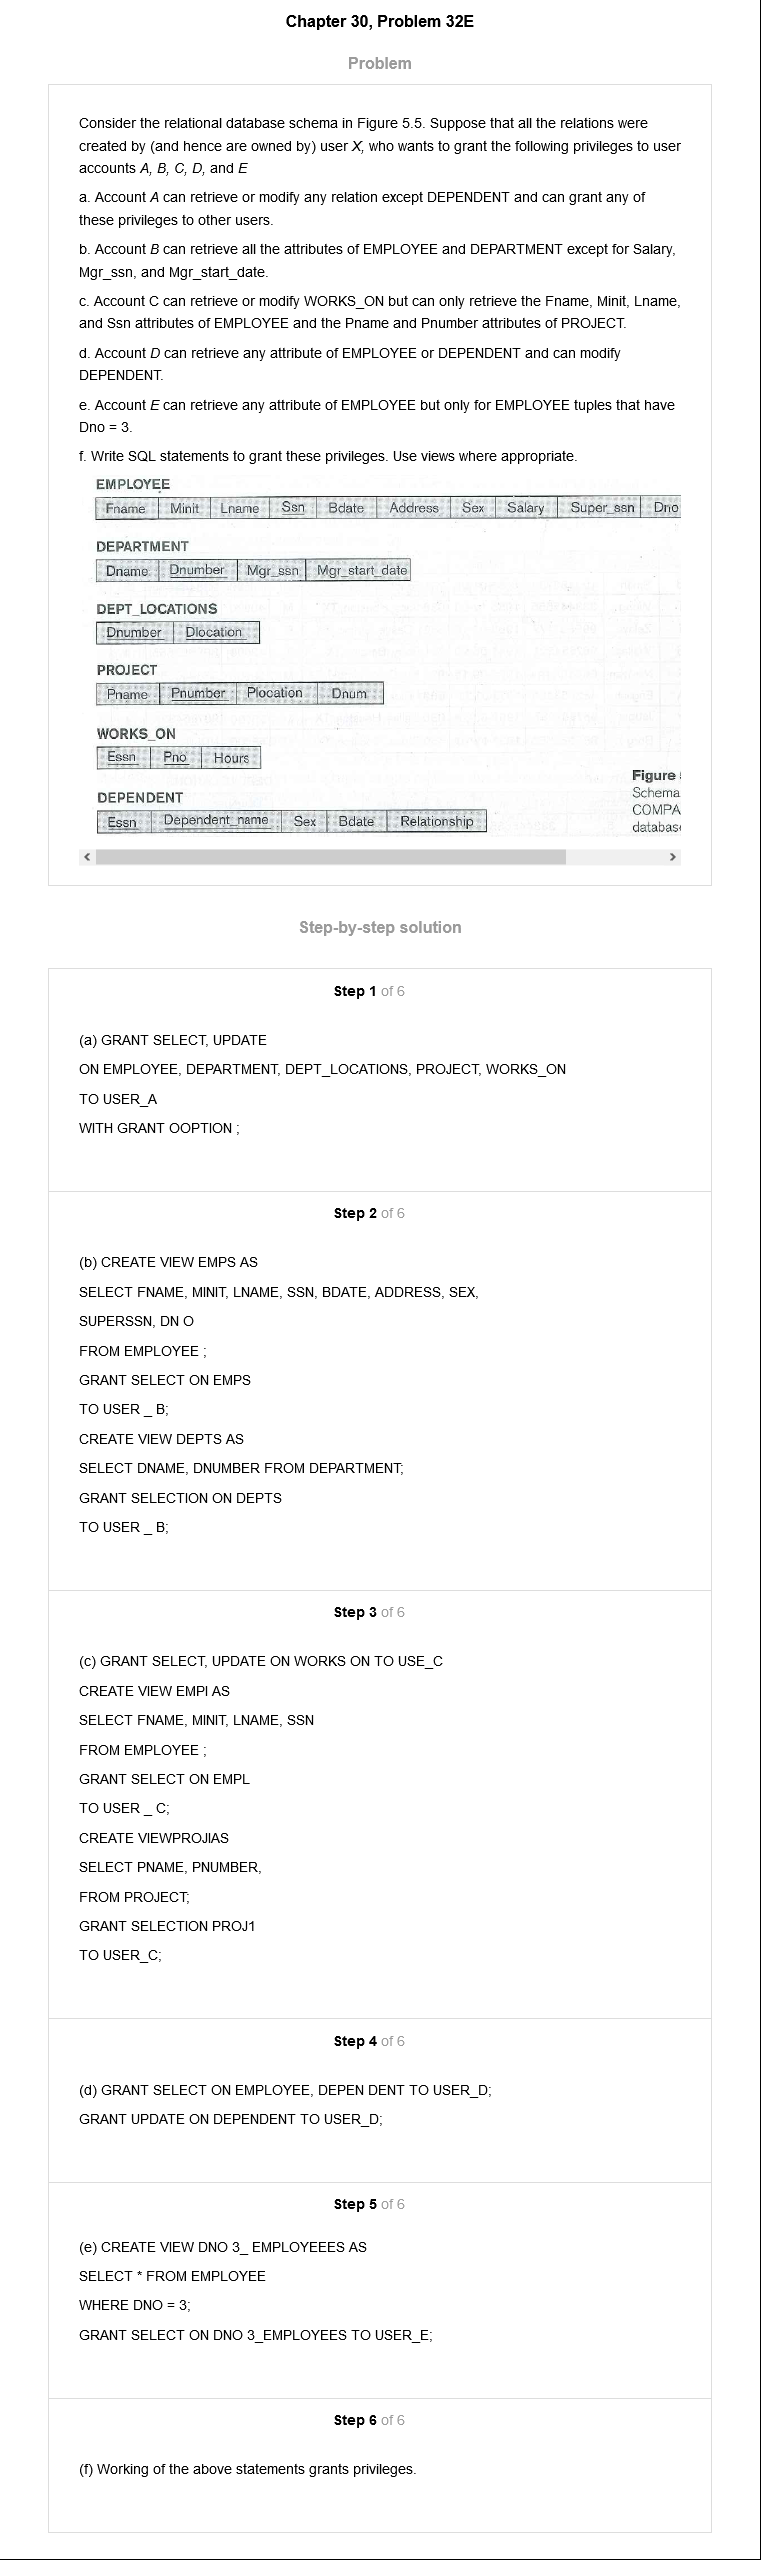 Chapter 30, Problem 32E
Problem
Consider the relational database schema in Figure 5.5. Suppose that all the relations were
created by (and hence are owned by) user X, who wants to grant the following privileges to user
accounts A, B, C, D, and E
a. Account A can retrieve or modify any relation except DEPENDENT and can grant any of
these privileges to other users.
b. Account B can retrieve all the attributes of EMPLOYEE and DEPARTMENT except for Salary,
Mgr_ssn, and Mgr_start_date.
c. Account C can retrieve or modify WORKS_ON but can only retrieve the Fname, Minit, Lname,
and Ssn attributes of EMPLOYEE and the Pname and Pnumber attributes of PROJECT.
d. Account D can retrieve any attribute of EMPLOYEE or DEPENDENT and can modify
DEPENDENT.
e. Account E can retrieve any attribute of EMPLOYEE but only for EMPLOYEE tuples that have
Dno = 3.
f. Write SQL statements to grant these privileges. Use views where appropriate.
EMPLOYEE
Fname Minit Lname Ssn Bdate Address Sex Salary Super_ssn Dno
DEPARTMENT
Dname Dnumber Mgr_ssn Mgr_start_date
DEPT_LOCATIONS
Dnumber Dlocation
PROJECT
Pname Pnumber Plocation Dnum
WORKS_ON
Essn Pno Hours
Figure
DEPENDENT
Schema
COMPA
Essn Dependent_name Sex Bdate Relationship
databas
Step-by-step solution
Step 1 of 6
(a) GRANT SELECT, UPDATE
ON EMPLOYEE, DEPARTMENT, DEPT_LOCATIONS, PROJECT, WORKS_ON
TO USER_A
WITH GRANT OOPTION ;
Step 2 of 6
(b) CREATE VIEW EMPS AS
SELECT FNAME, MINIT, LNAME, SSN, BDATE, ADDRESS, SEX,
SUPERSSN, DN O
FROM EMPLOYEE ;
GRANT SELECT ON EMPS
TO USER _ B;
CREATE VIEW DEPTS AS
SELECT DNAME, DNUMBER FROM DEPARTMENT;
GRANT SELECTION ON DEPTS
TO USER _ B;
Step 3 of 6
(c) GRANT SELECT, UPDATE ON WORKS ON TO USE_C
CREATE VIEW EMPI AS
SELECT FNAME, MINIT, LNAME, SSN
FROM EMPLOYEE ;
GRANT SELECT ON EMPL
TO USER _ C;
CREATE VIEWPROJIAS
SELECT PNAME, PNUMBER,
FROM PROJECT;
GRANT SELECTION PROJ1
TO USER_C;
Step 4 of 6
(d) GRANT SELECT ON EMPLOYEE, DEPEN DENT TO USER_D;
GRANT UPDATE ON DEPENDENT TO USER_D;
Step 5 of 6
(e) CREATE VIEW DNO 3_ EMPLOYEEES AS
SELECT * FROM EMPLOYEE
WHERE DNO = 3;
GRANT SELECT ON DNO 3_EMPLOYEES TO USER_E;
Step 6 of 6
(f) Working of the above statements grants privileges.